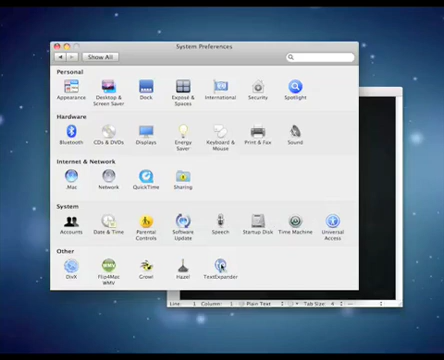 System Preferences
Show All
Personal
Appearance Desktop & Screen Saver Dock Exposé & Spaces International Security Spotlight
Hardware
Bluetooth CDs & DVDs Displays Energy Saver Keyboard & Mouse Print & Fax Sound
Internet & Network
.Mac Network QuickTime Sharing
System
Accounts Date & Time Parental Controls Software Update Speech Startup Disk Time Machine Universal Access
Other
DivX Flip4Mac WMV Growl Hazel TextExpander
Line: 1 Column: 1 Plain Text Tab Size: 4